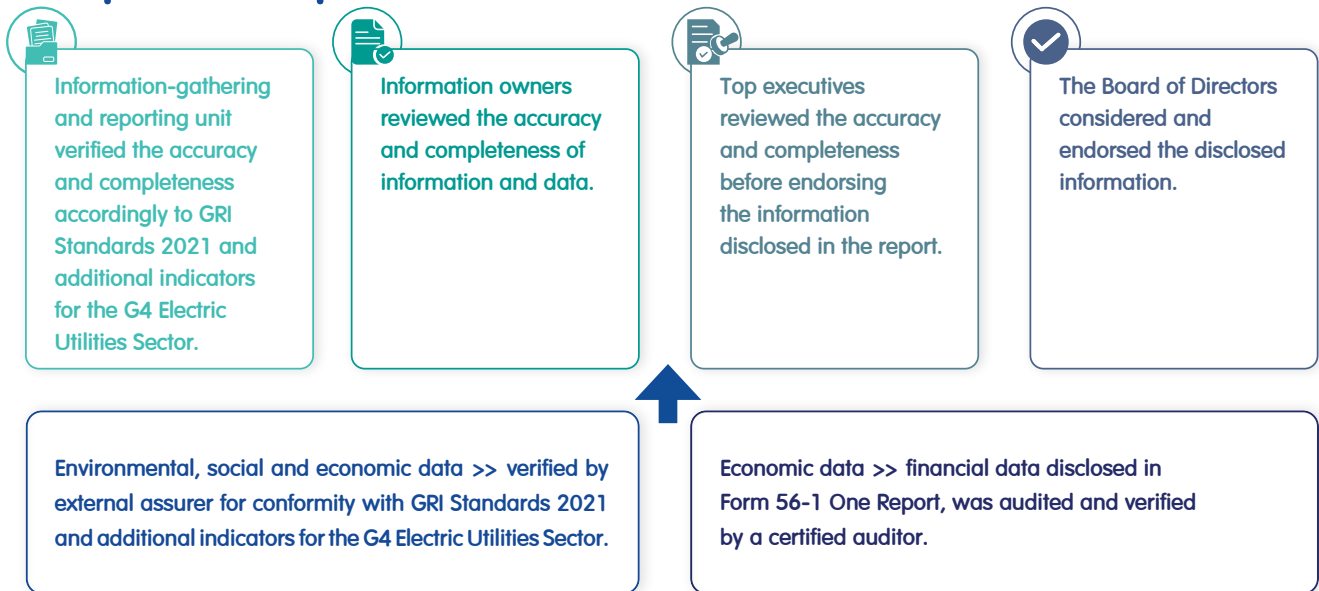 Information-gathering
and reporting unit
verified the accuracy
and completeness
accordingly to GRI
Standards 2021 and
additional indicators
for the G4 Electric
Utilities Sector.
Information owners
reviewed the accuracy
and completeness of
information and data.
Top executives
reviewed the accuracy
and completeness
before endorsing
the information
disclosed in the report.
The Board of Directors
considered and
endorsed the disclosed
information.
Environmental, social and economic data >> verified by
external assurer for conformity with GRI Standards 2021
and additional indicators for the G4 Electric Utilities Sector.
Economic data >> financial data disclosed in
Form 56-1 One Report, was audited and verified
by a certified auditor.